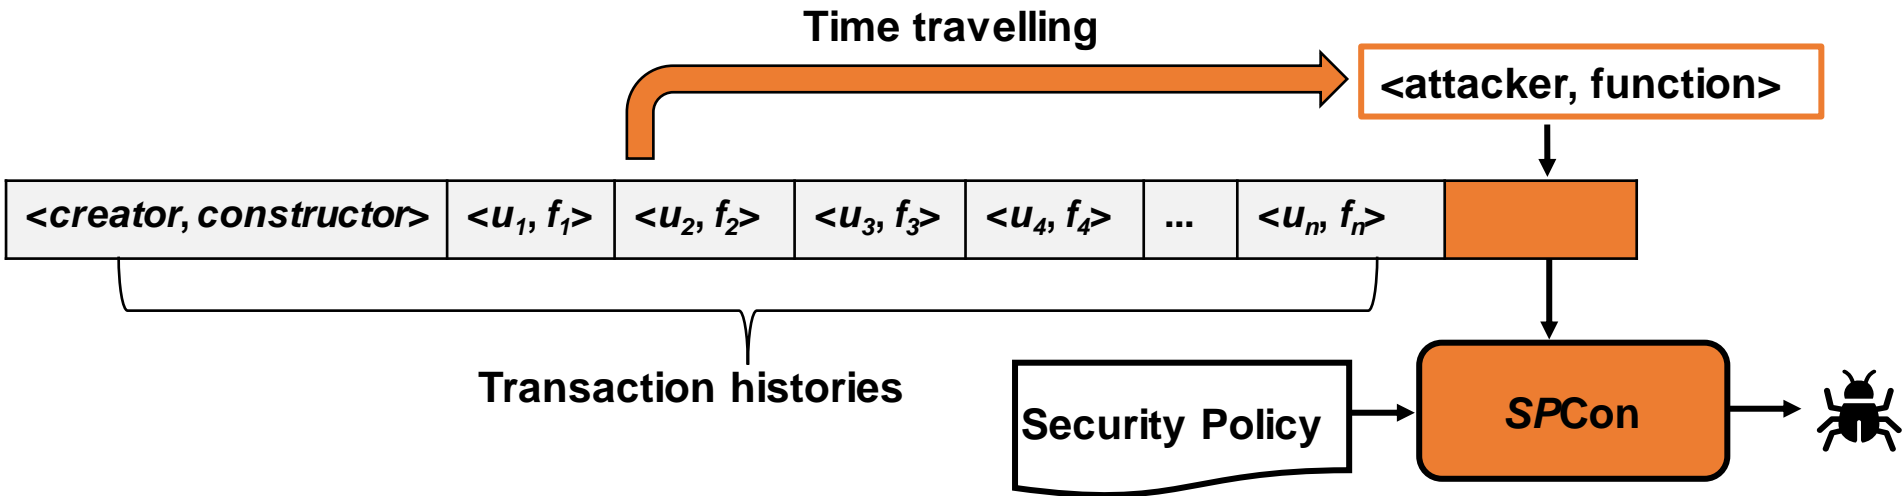 Time travelling
<attacker, function>
<creator, constructor> <u1, f1> <u2, f2> <u3, f3> <u4, f4> ... <un, fn>
Transaction histories
Security Policy
SPCon